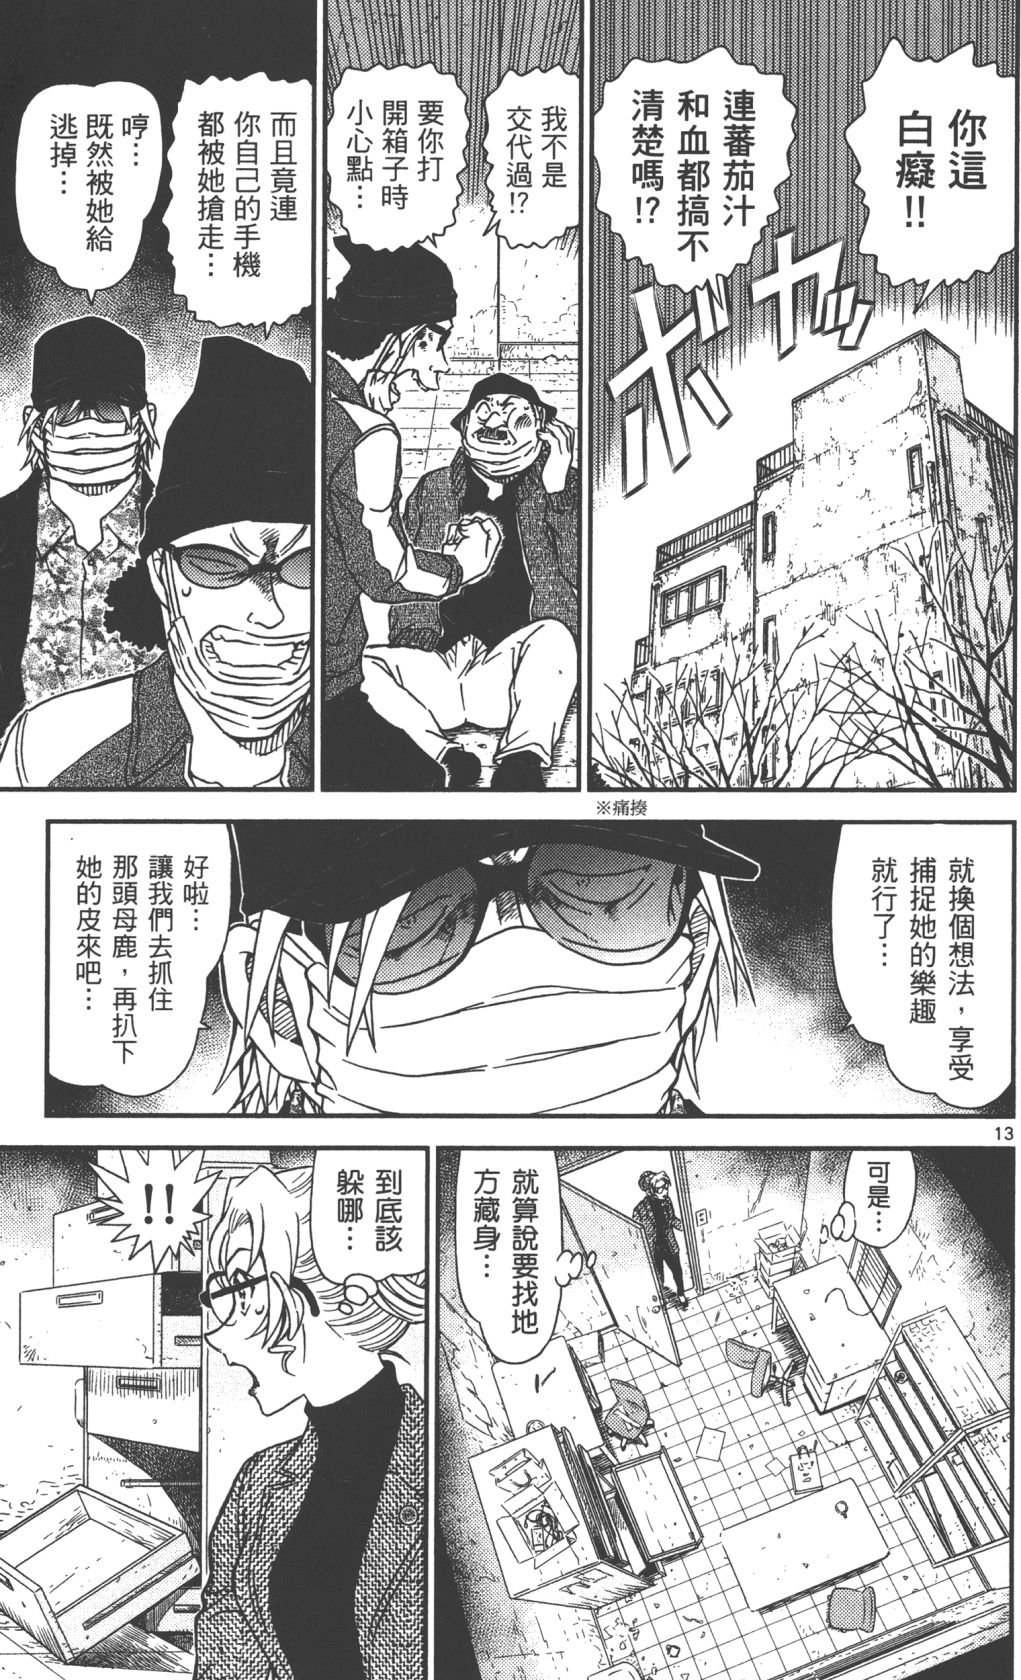 你這
白癡!!
連蕃茄汁
和血都搞不
清楚嗎!?
ボカッ
※痛揍
我不是
交代過!?
要你打
開箱子時
小心點…
而且竟連
你自己的手機
都被她搶走…
哼…
既然被她給
逃掉…
就換個想法，享受
捕捉她的樂趣
就行了…
好啦…
讓我們去抓住
那頭母鹿，再扒下
她的皮來吧…
13
可是…
就算說要找地
方藏身…
到底該
躲哪…
!!